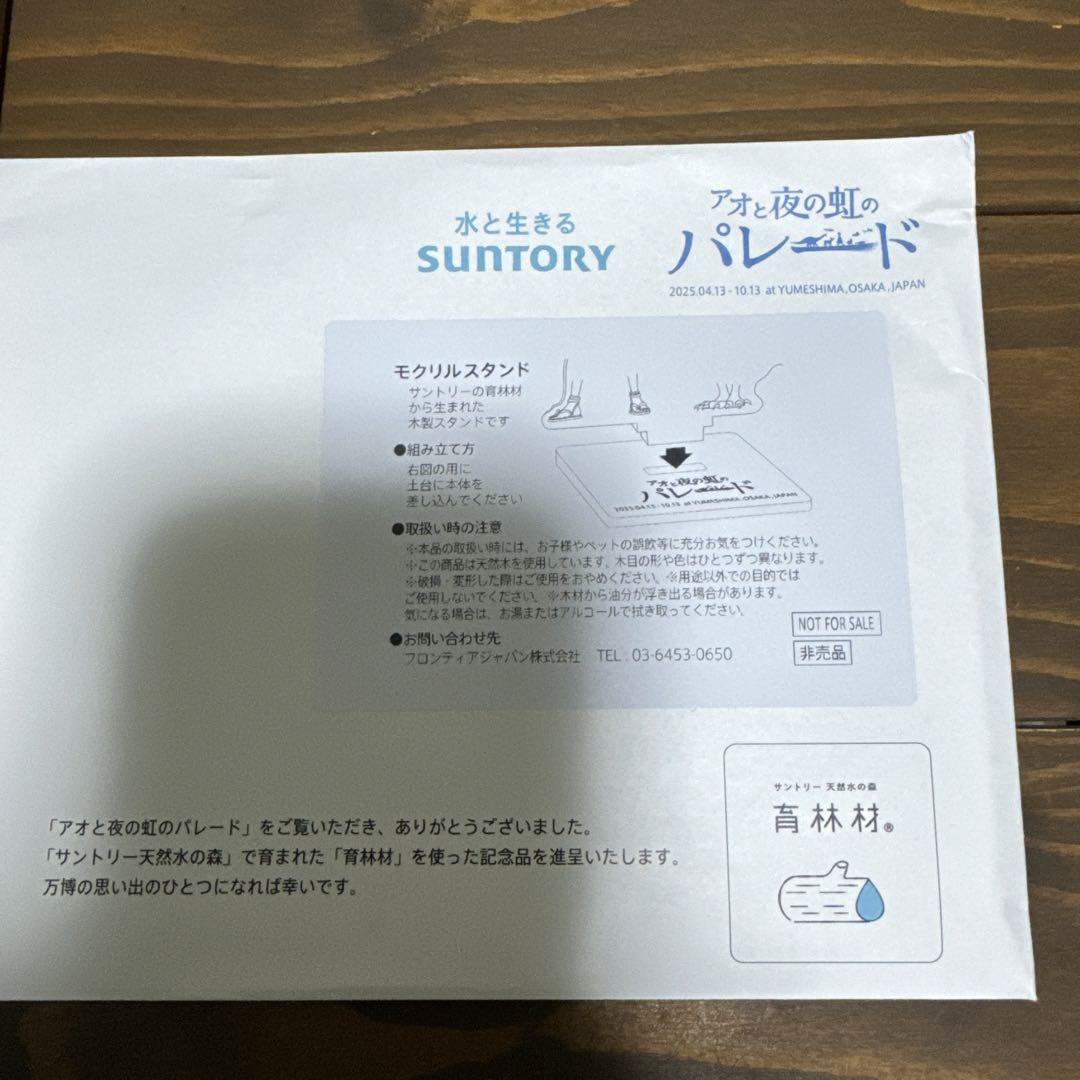 水と生きる
SUNTORY
アオと夜の虹の
パレード
2025.04.13-10.13 at YUMESHIMA,OSAKA,JAPAN
モクリルスタンド
サントリーの育林材
から生まれた
木製スタンドです
●組み立て方
右図の用に
土台に本体を
差し込んでください
アオと夜の虹の
パレード
2025.04.13-10.13 at YUMESHIMA,OSAKA,JAPAN
●取扱い時の注意
※本品の取扱い時には、お子様やペットの誤飲等に充分お気をつけください。
※この商品は天然木を使用しています。木目の形や色はひとつずつ異なります。
※破損・変形した際はご使用をおやめください。※用途以外での目的では
ご使用しないでください。※木材から油分が浮き出る場合があります。
気になる場合は、お湯またはアルコールで拭き取ってください。
●お問い合わせ先
フロンティアジャパン株式会社 TEL.03-6453-0650
NOT FOR SALE
非売品
「アオと夜の虹のパレード」をご覧いただき、ありがとうございました。
「サントリー天然水の森」で育まれた「育林材」を使った記念品を進呈いたします。
万博の思い出のひとつになれば幸いです。
サントリー 天然水の森
育林材®